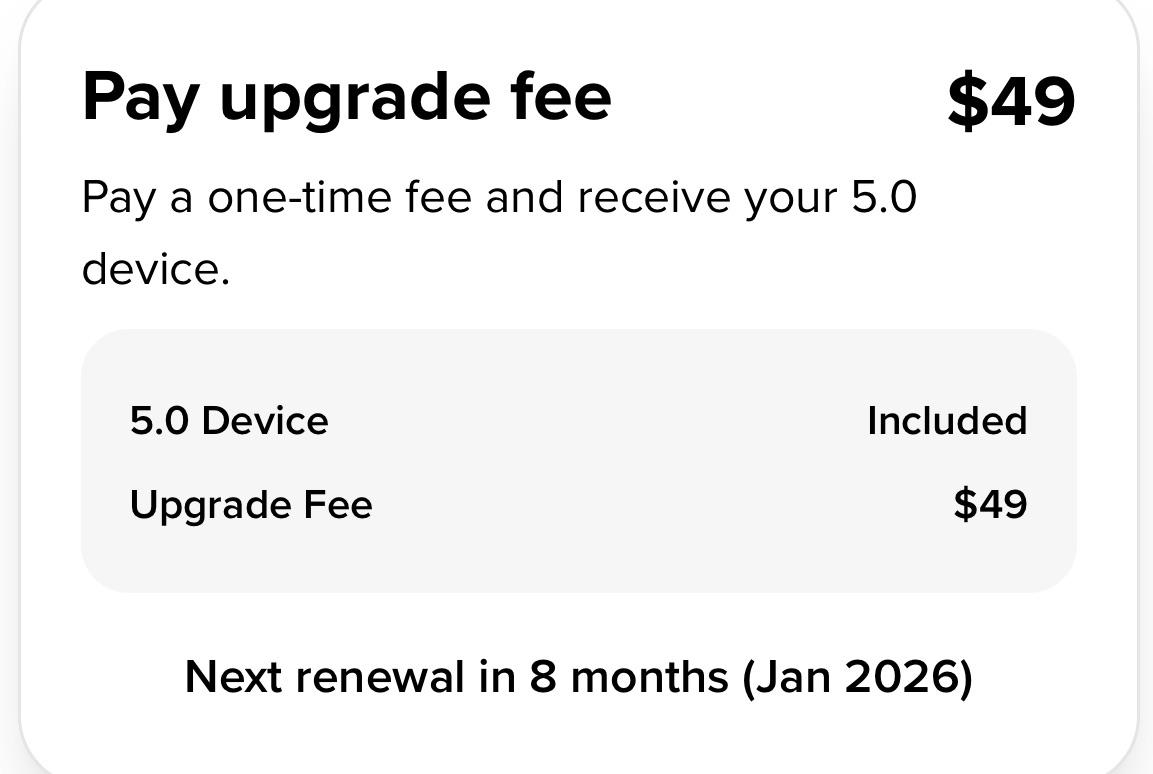 Pay upgrade fee $49
Pay a one-time fee and receive your 5.0
device.
5.0 Device Included
Upgrade Fee $49
Next renewal in 8 months (Jan 2026)